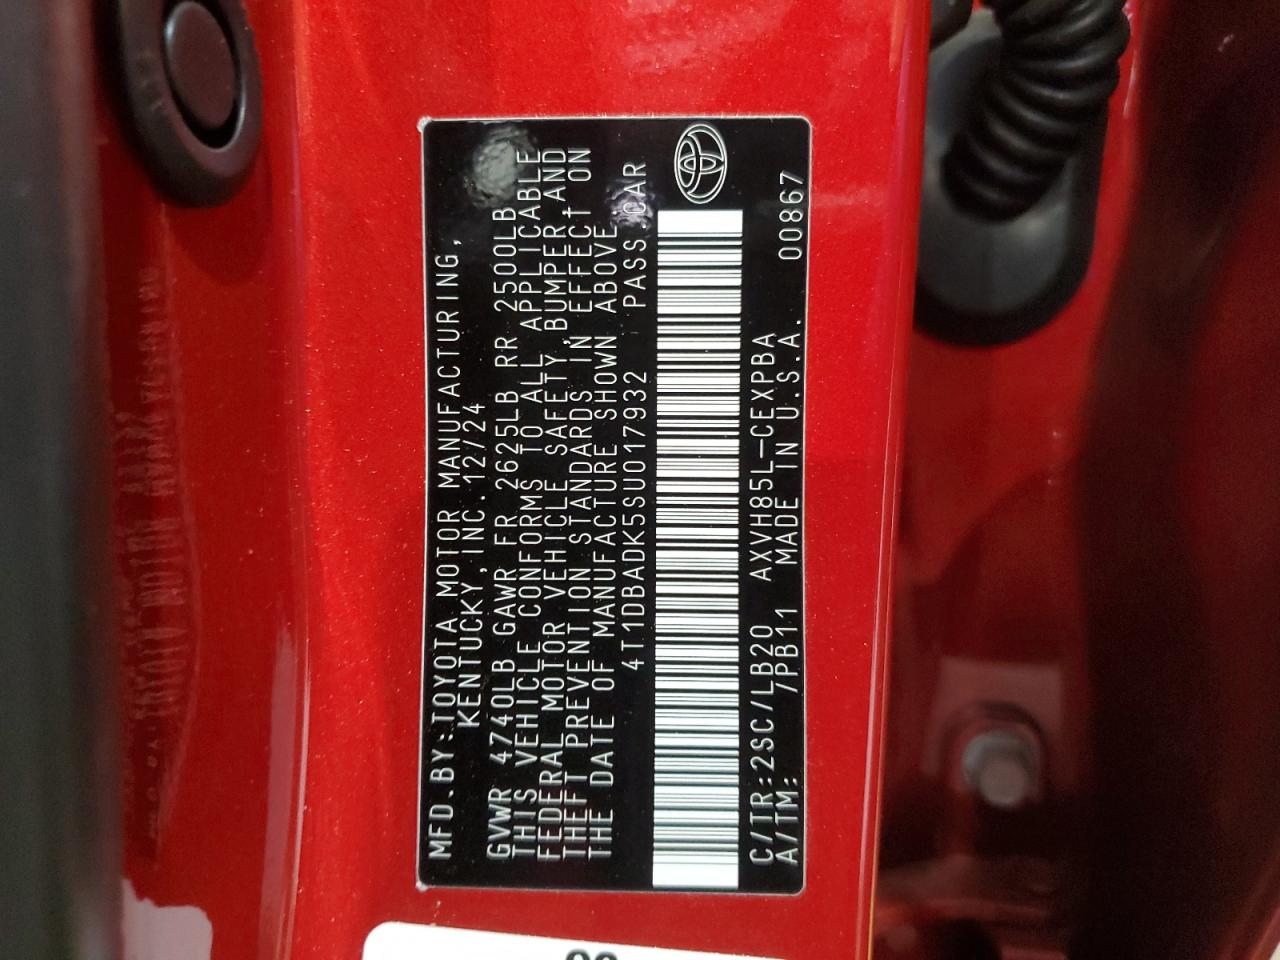 MFD.BY:TOYOTA MOTOR MANUFACTURING,
KENTUCKY,INC.12/24
GVWR 4740LB GAWR FR 2625LB RR 2500LB
THIS VEHICLE CONFORMS TO ALL APPLICABLE
FEDERAL MOTOR VEHICLE SAFETY,BUMPER,AND
THEFT PREVENTION STANDARDS IN EFFECT ON
THE DATE OF MANUFACTURE SHOWN ABOVE.
4T1DBADK5SU017932 PASS.CAR
C/TR:2SC/LB20 AXVH85L-CEXPBA
A/TM: 7PB11 MADE IN U.S.A. 00867